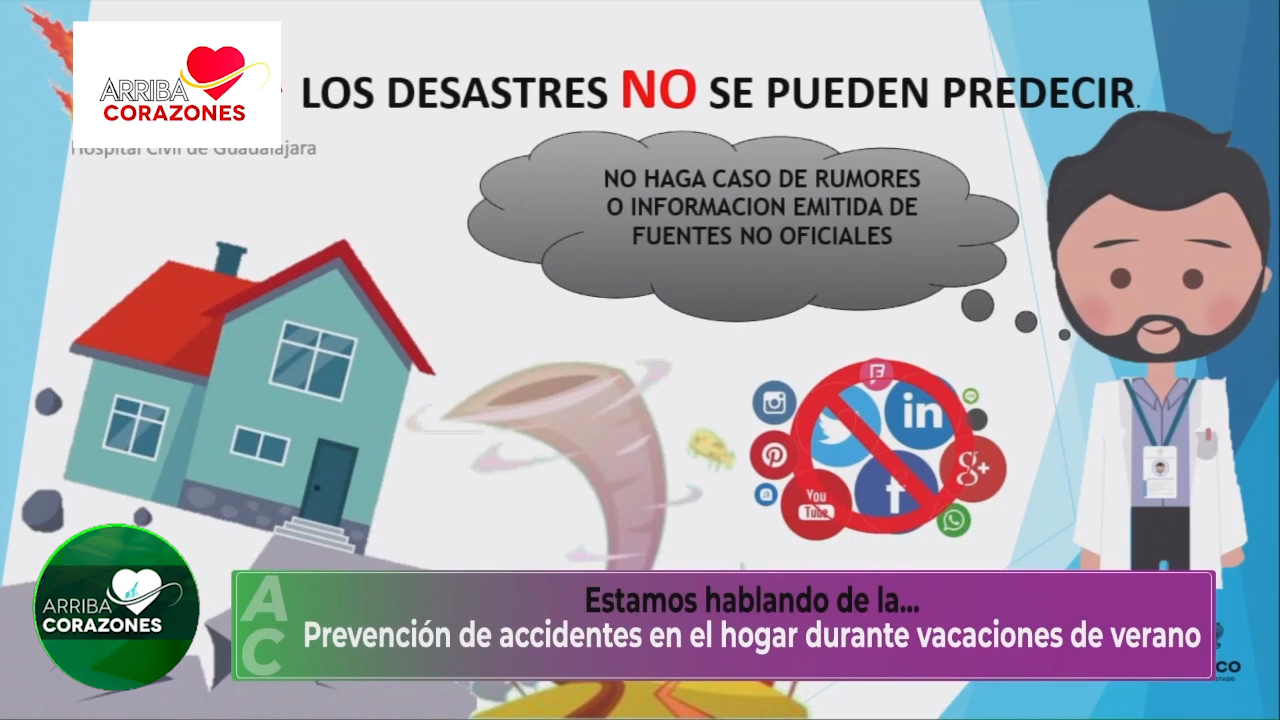 ARRIBA
CORAZONES
LOS DESASTRES NO SE PUEDEN PREDECIR.
Hospital Civil de Guadalajara
NO HAGA CASO DE RUMORES
O INFORMACION EMITIDA DE
FUENTES NO OFICIALES
in
g+
You
Tube
f
ARRIBA
CORAZONES
AC
Estamos hablando de la...
Prevención de accidentes en el hogar durante vacaciones de verano
CO